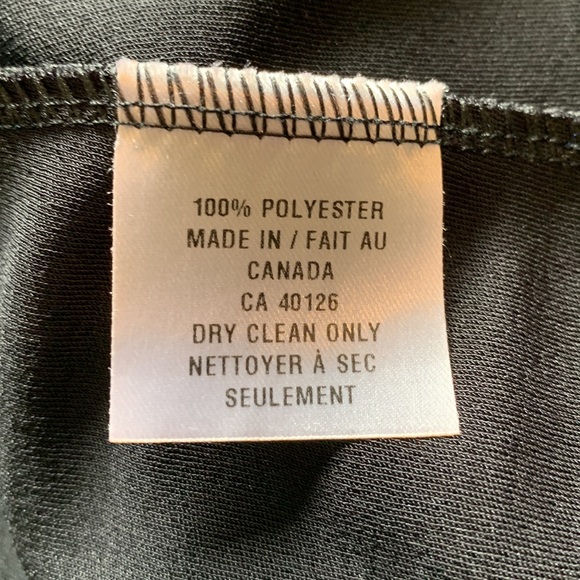 100% POLYESTER
MADE IN / FAIT AU
CANADA
CA 40126
DRY CLEAN ONLY
NETTOYER À SEC
SEULEMENT